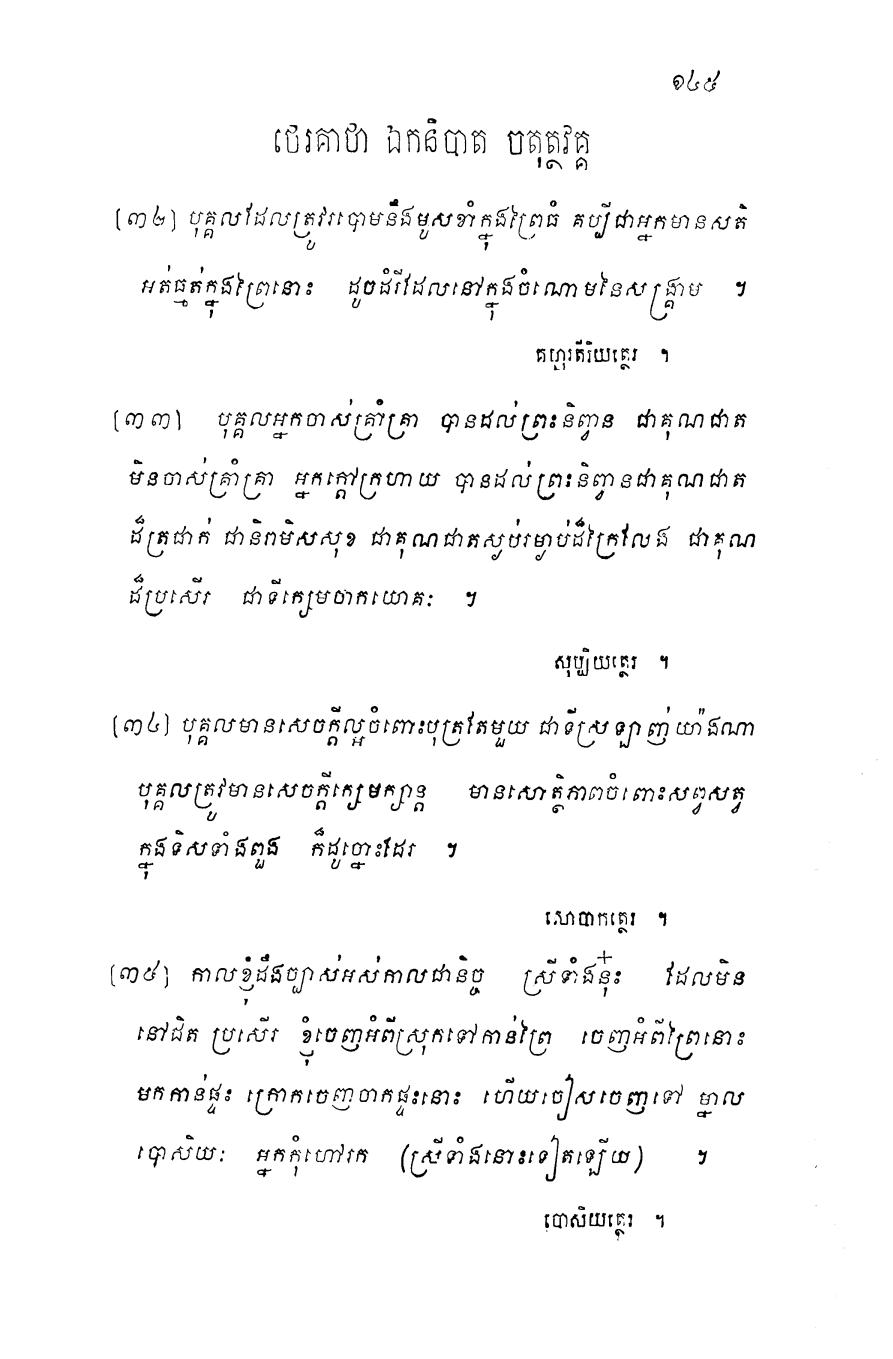 ១៤៥
ថេរគាថា ឯកនិបាត ចតុត្ថវគ្គ
(៣២) បុគ្គលដែលត្រូវរបោមនឹងមូសខាំក្នុងព្រៃធំ គប្បីជាអ្នកមានសតិ
អត់ធ្មត់ក្នុងព្រៃនោះ ដូចដំរីដែលនៅក្នុងចំណោមនៃសង្គ្រាម ។
គហ្វរតីរិយត្ថេរ ។
(៣៣) បុគ្គលអ្នកចាស់គ្រាំគ្រា បានដល់ព្រះនិព្វាន ជាគុណជាត
មិនចាស់គ្រាំគ្រា អ្នកក្តៅក្រហាយ បានដល់ព្រះនិព្វានជាគុណជាត
ដ៏ត្រជាក់ ជានិរាមិសសុខ ជាគុណជាតស្ងប់រម្ងាប់ដ៏ក្រៃលែង ជាគុណ
ដ៏ប្រសើរ ជាទីក្សេមចាកយោគៈ ។
សុប្បិយត្ថេរ ។
(៣៤) បុគ្គលមានសេចក្តីល្អចំពោះបុត្រតែមួយ ជាទីស្រឡាញ់យ៉ាងណា
បុគ្គលត្រូវមានសេចក្តីក្សេមក្សាន្ត មានសោត្ថិភាពចំពោះសព្វសត្វ
ក្នុងទិសទាំងពួង ក៏ដូច្នោះដែរ ។
សោបាកត្ថេរ ។
(៣៥) កាលខ្ញុំដឹងច្បាស់អស់កាលជានិច្ច ស្រីទាំងនុ៎ះ ដែលមិន
នៅជិត ប្រសើរ ខ្ញុំចេញអំពីស្រុកទៅកាន់ព្រៃ ចេញអំពីព្រៃនោះ
មកកាន់ផ្ទះ ក្រោកចេញចាកផ្ទះនោះ ហើយចៀសចេញទៅ ម្នាល
បោសិយៈ អ្នកកុំហៅរក (ស្រីទាំងនោះទៀតឡើយ) ។
បោសិយត្ថេរ ។